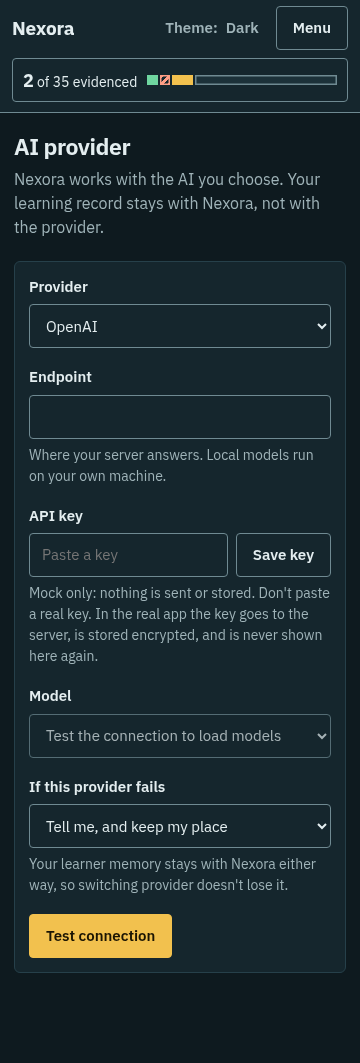 Nexora
Theme: Dark
Menu
2 of 35 evidenced
AI provider
Nexora works with the AI you choose. Your
learning record stays with Nexora, not with
the provider.
Provider
OpenAI
Endpoint
Where your server answers. Local models run
on your own machine.
API key
Paste a key
Save key
Mock only: nothing is sent or stored. Don't paste
a real key. In the real app the key goes to the
server, is stored encrypted, and is never shown
here again.
Model
Test the connection to load models
If this provider fails
Tell me, and keep my place
Your learner memory stays with Nexora either
way, so switching provider doesn't lose it.
Test connection